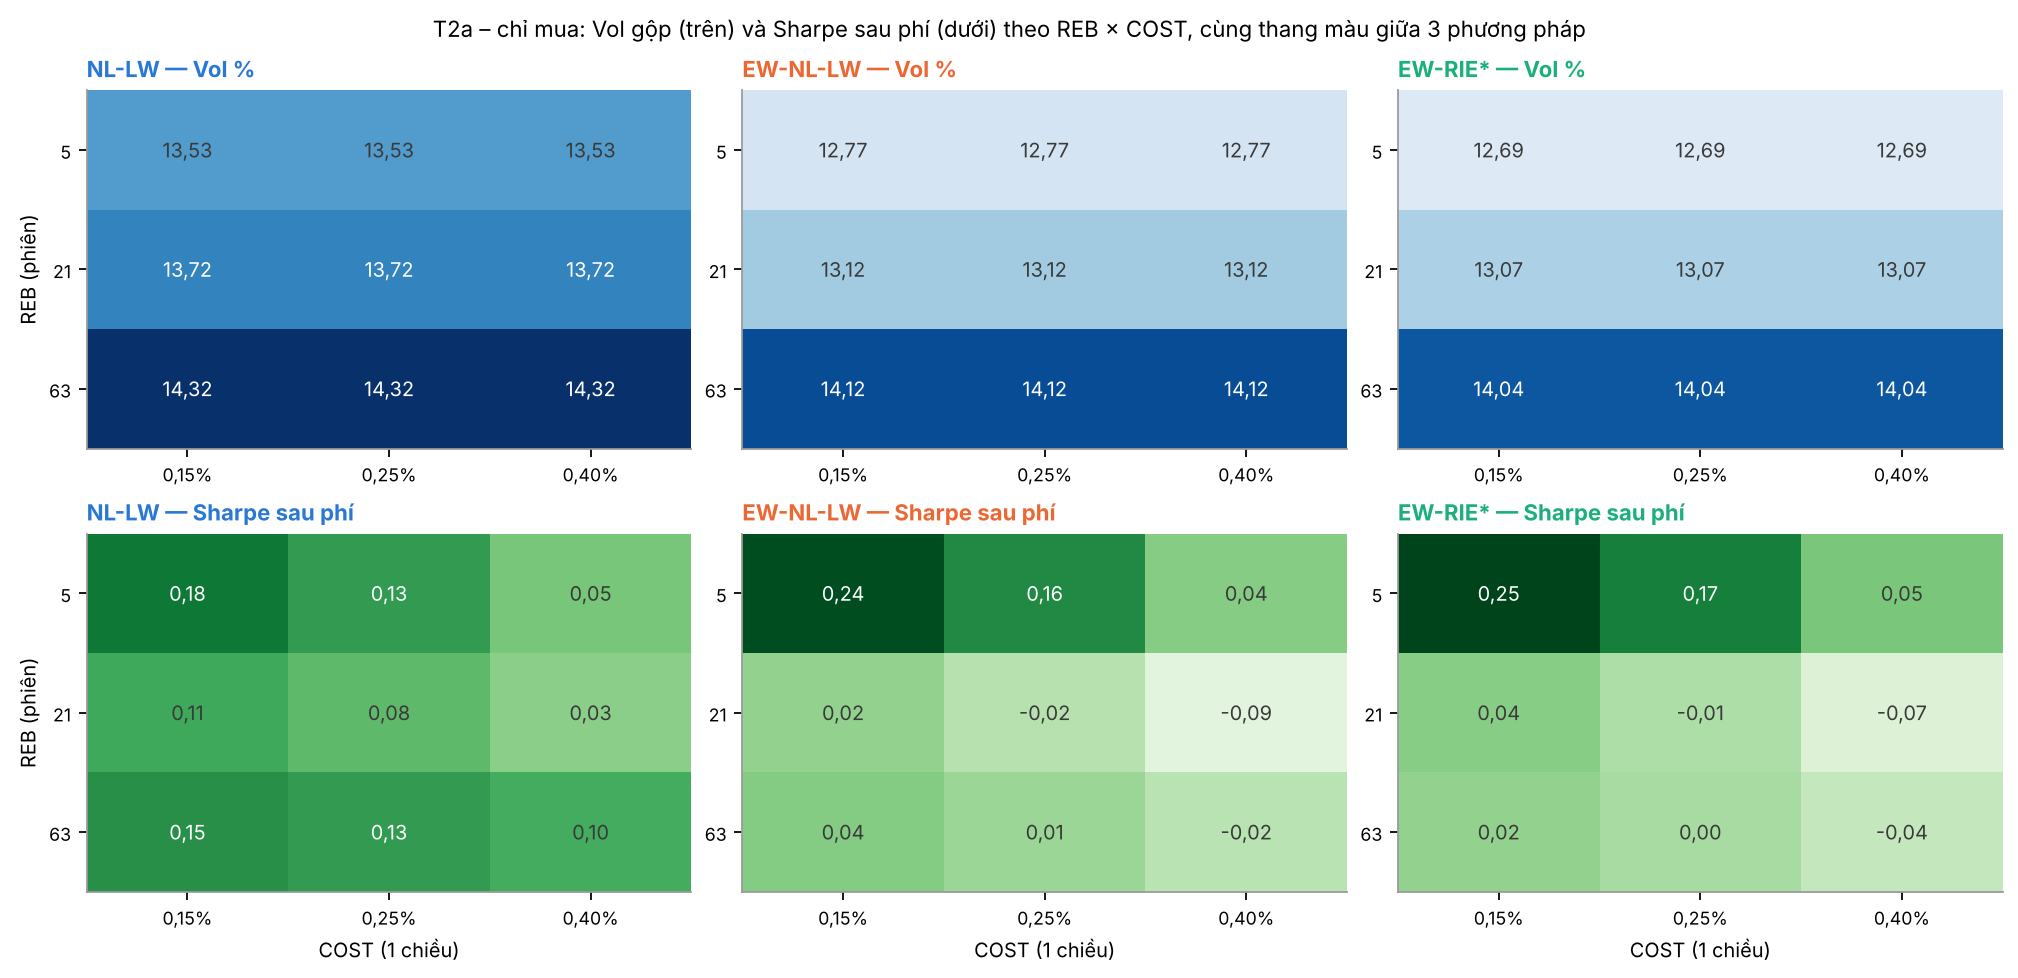 T2a – chỉ mua: Vol gộp (trên) và Sharpe sau phí (dưới) theo REB × COST, cùng thang màu giữa 3 phương pháp
NL-LW — Vol %
EW-NL-LW — Vol %
EW-RIE* — Vol %
REB (phiên)
5
13,53 13,53 13,53
21
13,72 13,72 13,72
63
14,32 14,32 14,32
0,15% 0,25% 0,40%
5
12,77 12,77 12,77
21
13,12 13,12 13,12
63
14,12 14,12 14,12
0,15% 0,25% 0,40%
5
12,69 12,69 12,69
21
13,07 13,07 13,07
63
14,04 14,04 14,04
0,15% 0,25% 0,40%
NL-LW — Sharpe sau phí
EW-NL-LW — Sharpe sau phí
EW-RIE* — Sharpe sau phí
REB (phiên)
5
0,18 0,13 0,05
21
0,11 0,08 0,03
63
0,15 0,13 0,10
0,15% 0,25% 0,40%
COST (1 chiều)
5
0,24 0,16 0,04
21
0,02 -0,02 -0,09
63
0,04 0,01 -0,02
0,15% 0,25% 0,40%
COST (1 chiều)
5
0,25 0,17 0,05
21
0,04 -0,01 -0,07
63
0,02 0,00 -0,04
0,15% 0,25% 0,40%
COST (1 chiều)